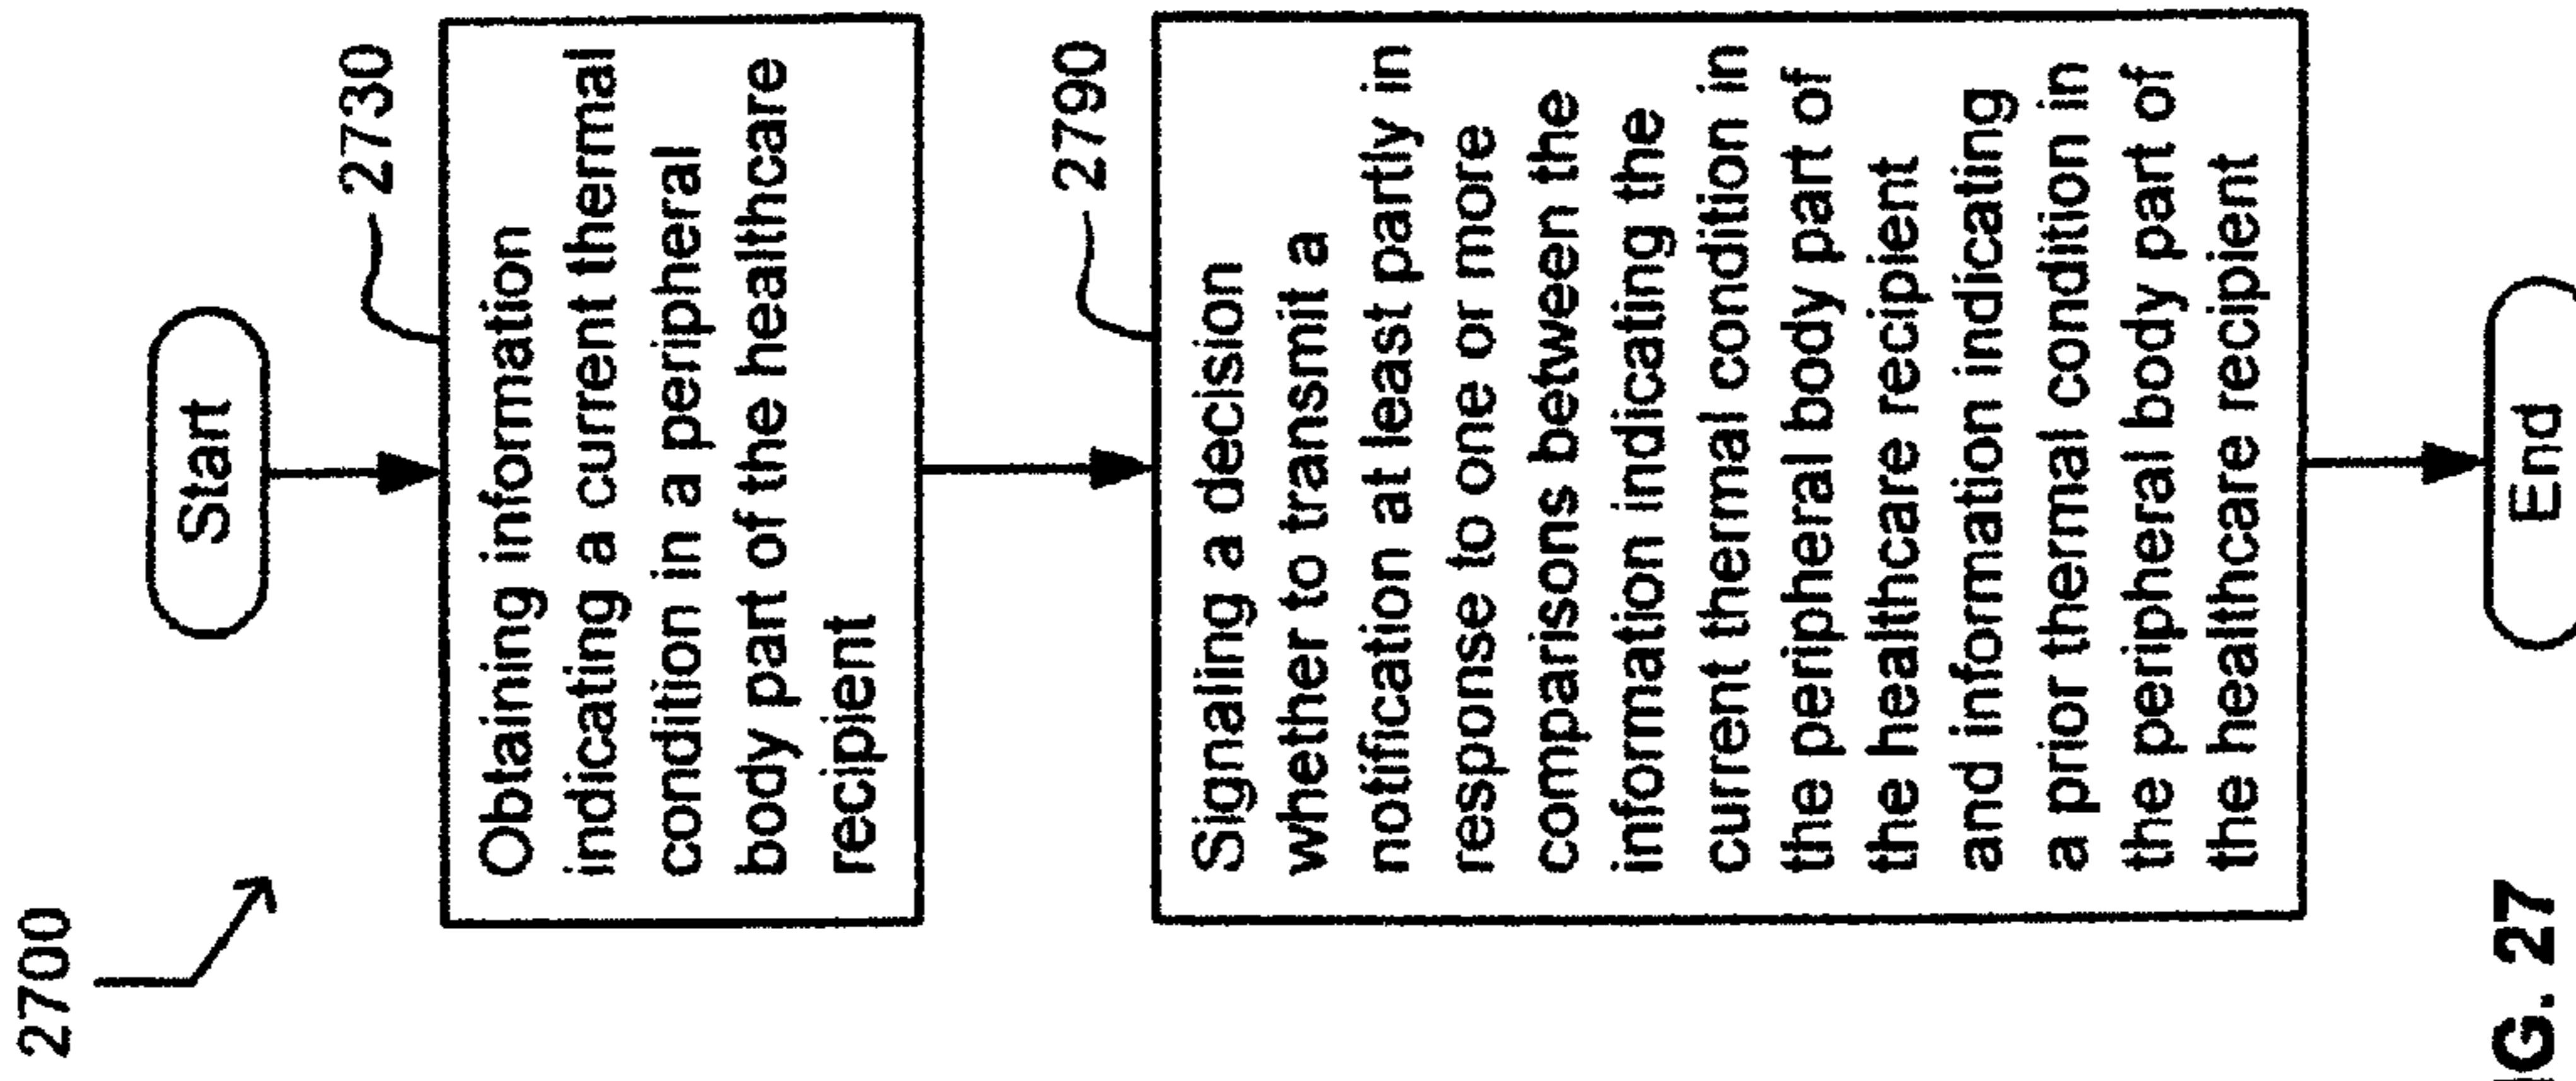 2700
Start
2730
Obtaining information
indicating a current thermal
condition in a peripheral
body part of the healthcare
recipient
2790
Signaling a decision
whether to transmit a
notification at least partly in
response to one or more
comparisons between the
information indicating the
current thermal condition in
the peripheral body part of
the healthcare recipient
and information indicating
a prior thermal condition in
the peripheral body part of
the healthcare recipient
End
G. 27